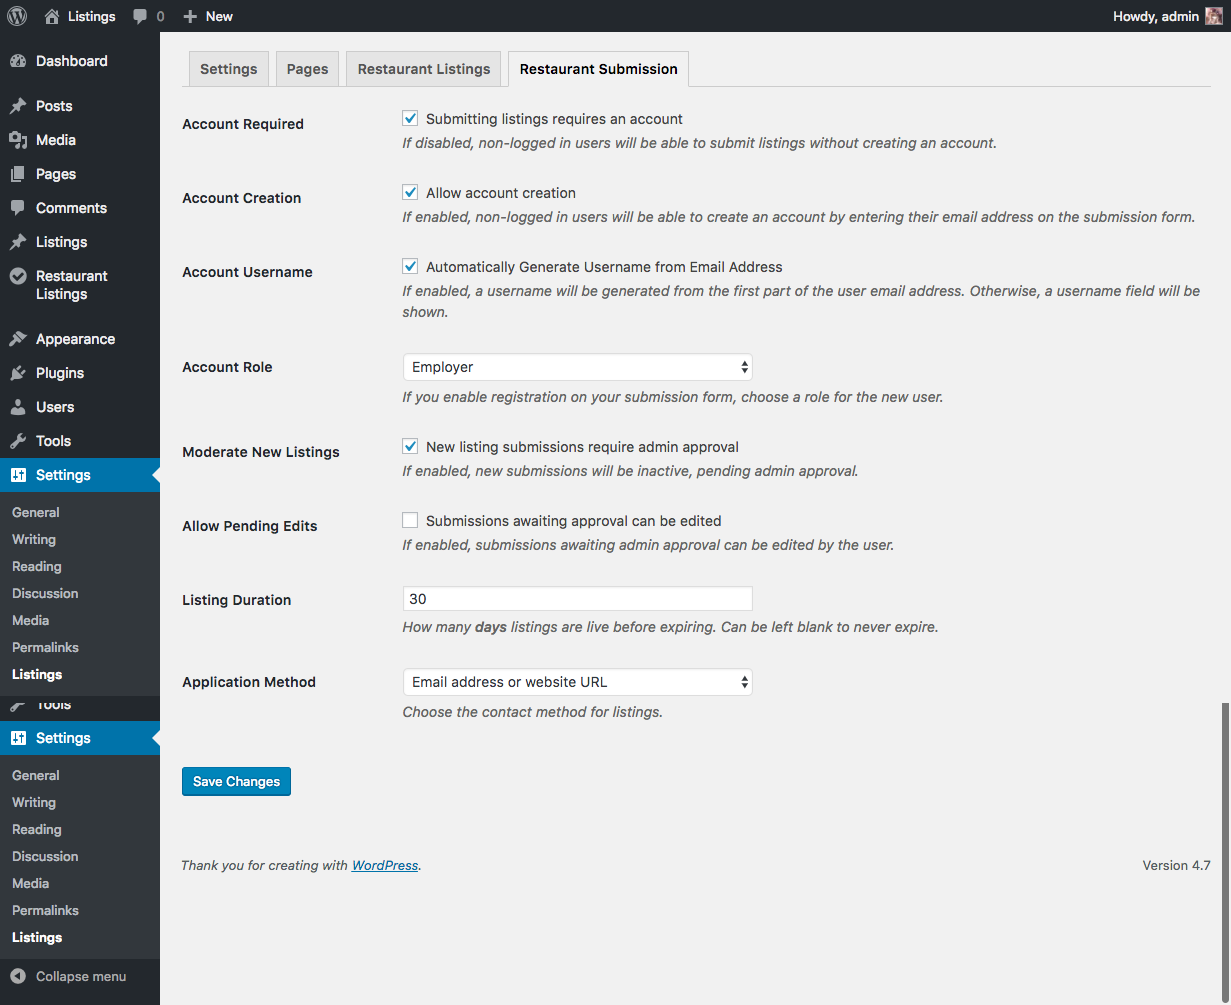 Listings 0 New Howdy, admin
Dashboard
Posts
Media
Pages
Comments
Listings
Restaurant
Listings
Appearance
Plugins
Users
Tools
Settings
General
Writing
Reading
Discussion
Media
Permalinks
Listings
Tools
Settings
General
Writing
Reading
Discussion
Media
Permalinks
Listings
Collapse menu
Settings Pages Restaurant Listings Restaurant Submission
Account Required
Submitting listings requires an account
If disabled, non-logged in users will be able to submit listings without creating an account.
Account Creation
Allow account creation
If enabled, non-logged in users will be able to create an account by entering their email address on the submission form.
Account Username
Automatically Generate Username from Email Address
If enabled, a username will be generated from the first part of the user email address. Otherwise, a username field will be
shown.
Account Role
Employer
If you enable registration on your submission form, choose a role for the new user.
Moderate New Listings
New listing submissions require admin approval
If enabled, new submissions will be inactive, pending admin approval.
Allow Pending Edits
Submissions awaiting approval can be edited
If enabled, submissions awaiting admin approval can be edited by the user.
Listing Duration
30
How many days listings are live before expiring. Can be left blank to never expire.
Application Method
Email address or website URL
Choose the contact method for listings.
Save Changes
Thank you for creating with WordPress.
Version 4.7